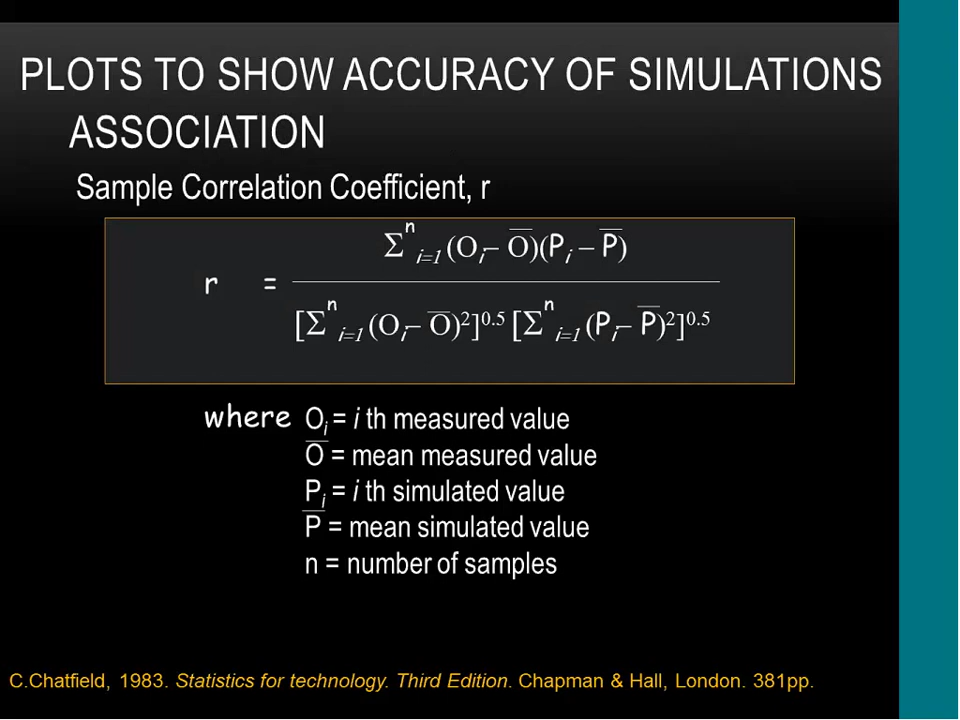 PLOTS TO SHOW ACCURACY OF SIMULATIONS
ASSOCIATION
Sample Correlation Coefficient, r
Σⁿᵢ₌₁ (Oᵢ – O̅)(Pᵢ – P̅)
r =
[Σⁿᵢ₌₁ (Oᵢ – O̅)²]⁰·⁵ [Σⁿᵢ₌₁ (Pᵢ – P̅)²]⁰·⁵
where Oᵢ = i th measured value
O̅ = mean measured value
Pᵢ = i th simulated value
P̅ = mean simulated value
n = number of samples
C.Chatfield, 1983. Statistics for technology. Third Edition. Chapman & Hall, London. 381pp.